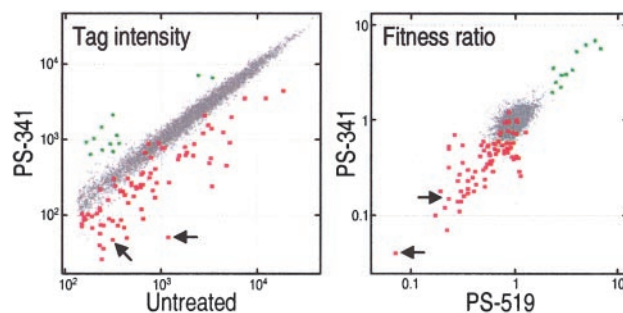 Tag intensity
PS-341
10⁴
10³
10²
10²
10³
10⁴
Untreated
Fitness ratio
PS-341
10
1
0.1
0.1
1
10
PS-519